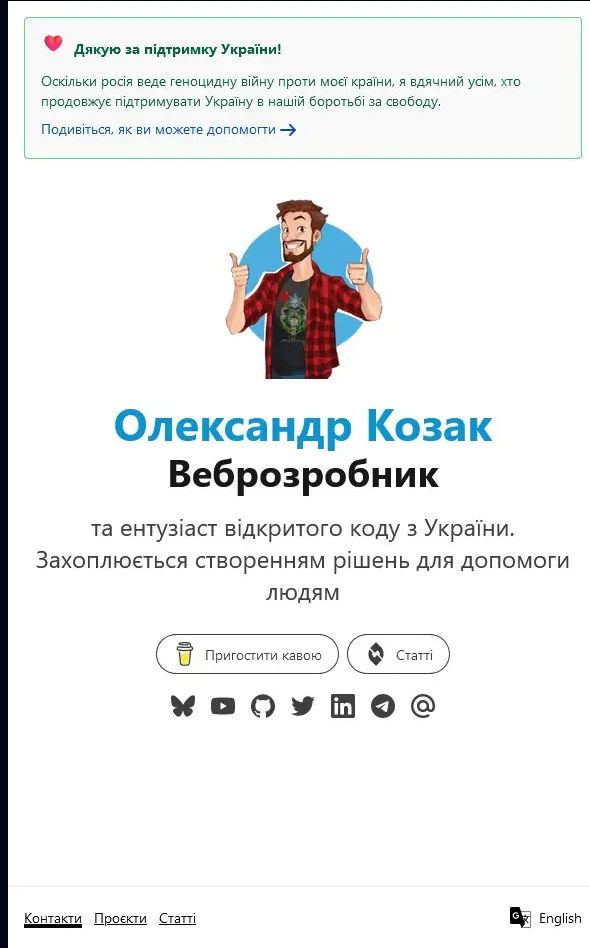 Дякую за підтримку України!
Оскільки росія веде геноцидну війну проти моєї країни, я вдячний усім, хто
продовжує підтримувати Україну в нашій боротьбі за свободу.
Подивіться, як ви можете допомогти →
Олександр Козак
Веброзробник
та ентузіаст відкритого коду з України.
Захоплюється створенням рішень для допомоги
людям
Пригостити кавою Статті
Контакти Проєкти Статті English